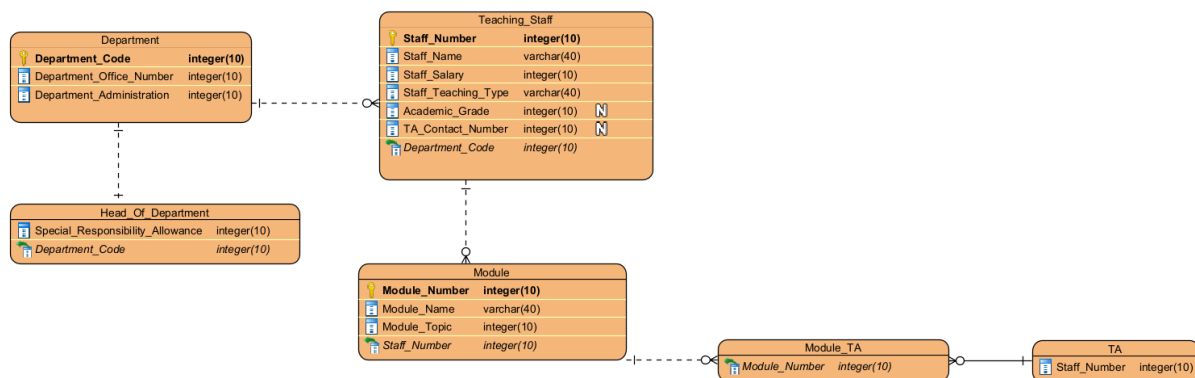 Department
Department_Code integer(10)
Department_Office_Number integer(10)
Department_Administration integer(10)
Teaching_Staff
Staff_Number integer(10)
Staff_Name varchar(40)
Staff_Salary integer(10)
Staff_Teaching_Type varchar(40)
Academic_Grade integer(10) N
TA_Contact_Number integer(10) N
Department_Code integer(10)
Head_Of_Department
Special_Responsibility_Allowance integer(10)
Department_Code integer(10)
Module
Module_Number integer(10)
Module_Name varchar(40)
Module_Topic integer(10)
Staff_Number integer(10)
Module_TA
Module_Number integer(10)
TA
Staff_Number integer(10)